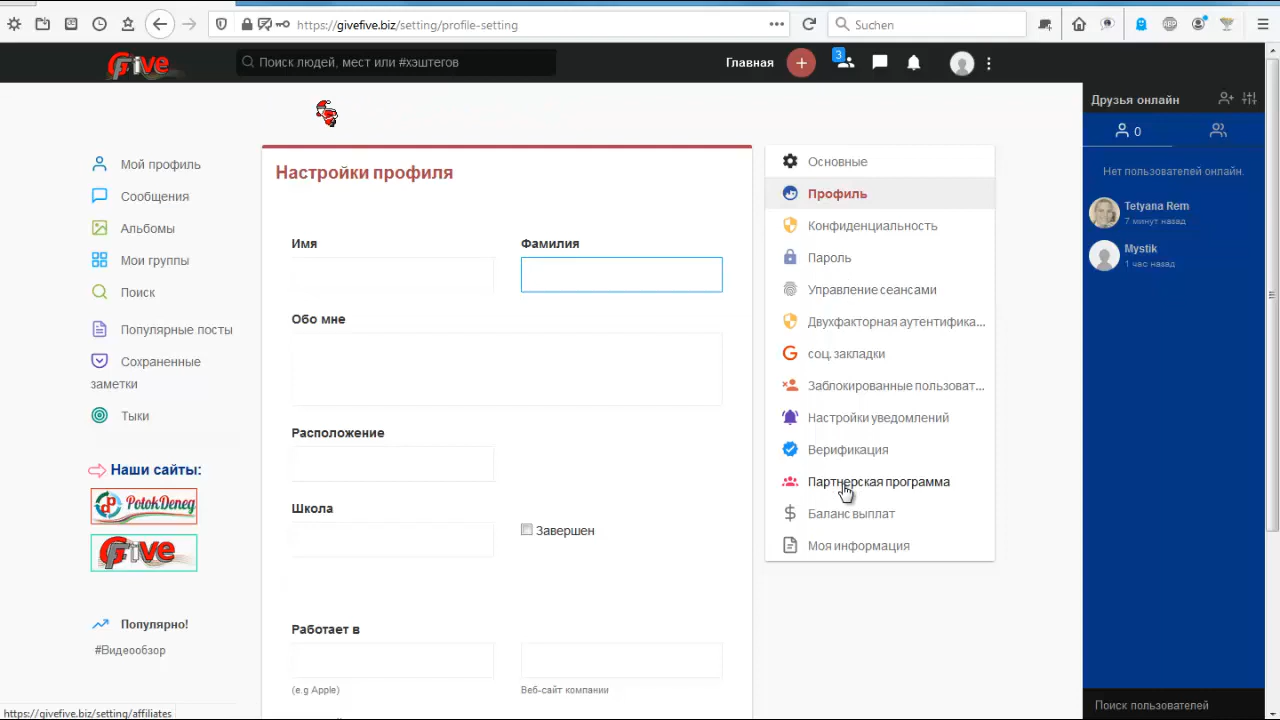 https://givefive.biz/setting/profile-setting
Suchen
Give
Поиск людей, мест или #хэштегов
Главная
3
Друзья онлайн
0
Нет пользователей онлайн.
Tetyana Rem
7 минут назад
Mystik
1 час назад
Мой профиль
Сообщения
Альбомы
Мои группы
Поиск
Популярные посты
Сохраненные
заметки
Тыки
Наши сайты:
PotokDeneg
Give
Популярно!
#Видеообзор
Настройки профиля
Имя
Фамилия
Обо мне
Расположение
Школа
Завершен
Работает в
(e.g Apple)
Веб-сайт компании
Основные
Профиль
Конфиденциальность
Пароль
Управление сеансами
Двухфакторная аутентифика...
соц. закладки
Заблокированные пользоват...
Настройки уведомлений
Верификация
Партнерская программа
Баланс выплат
Моя информация
https://givefive.biz/setting/affiliates
Поиск пользователей